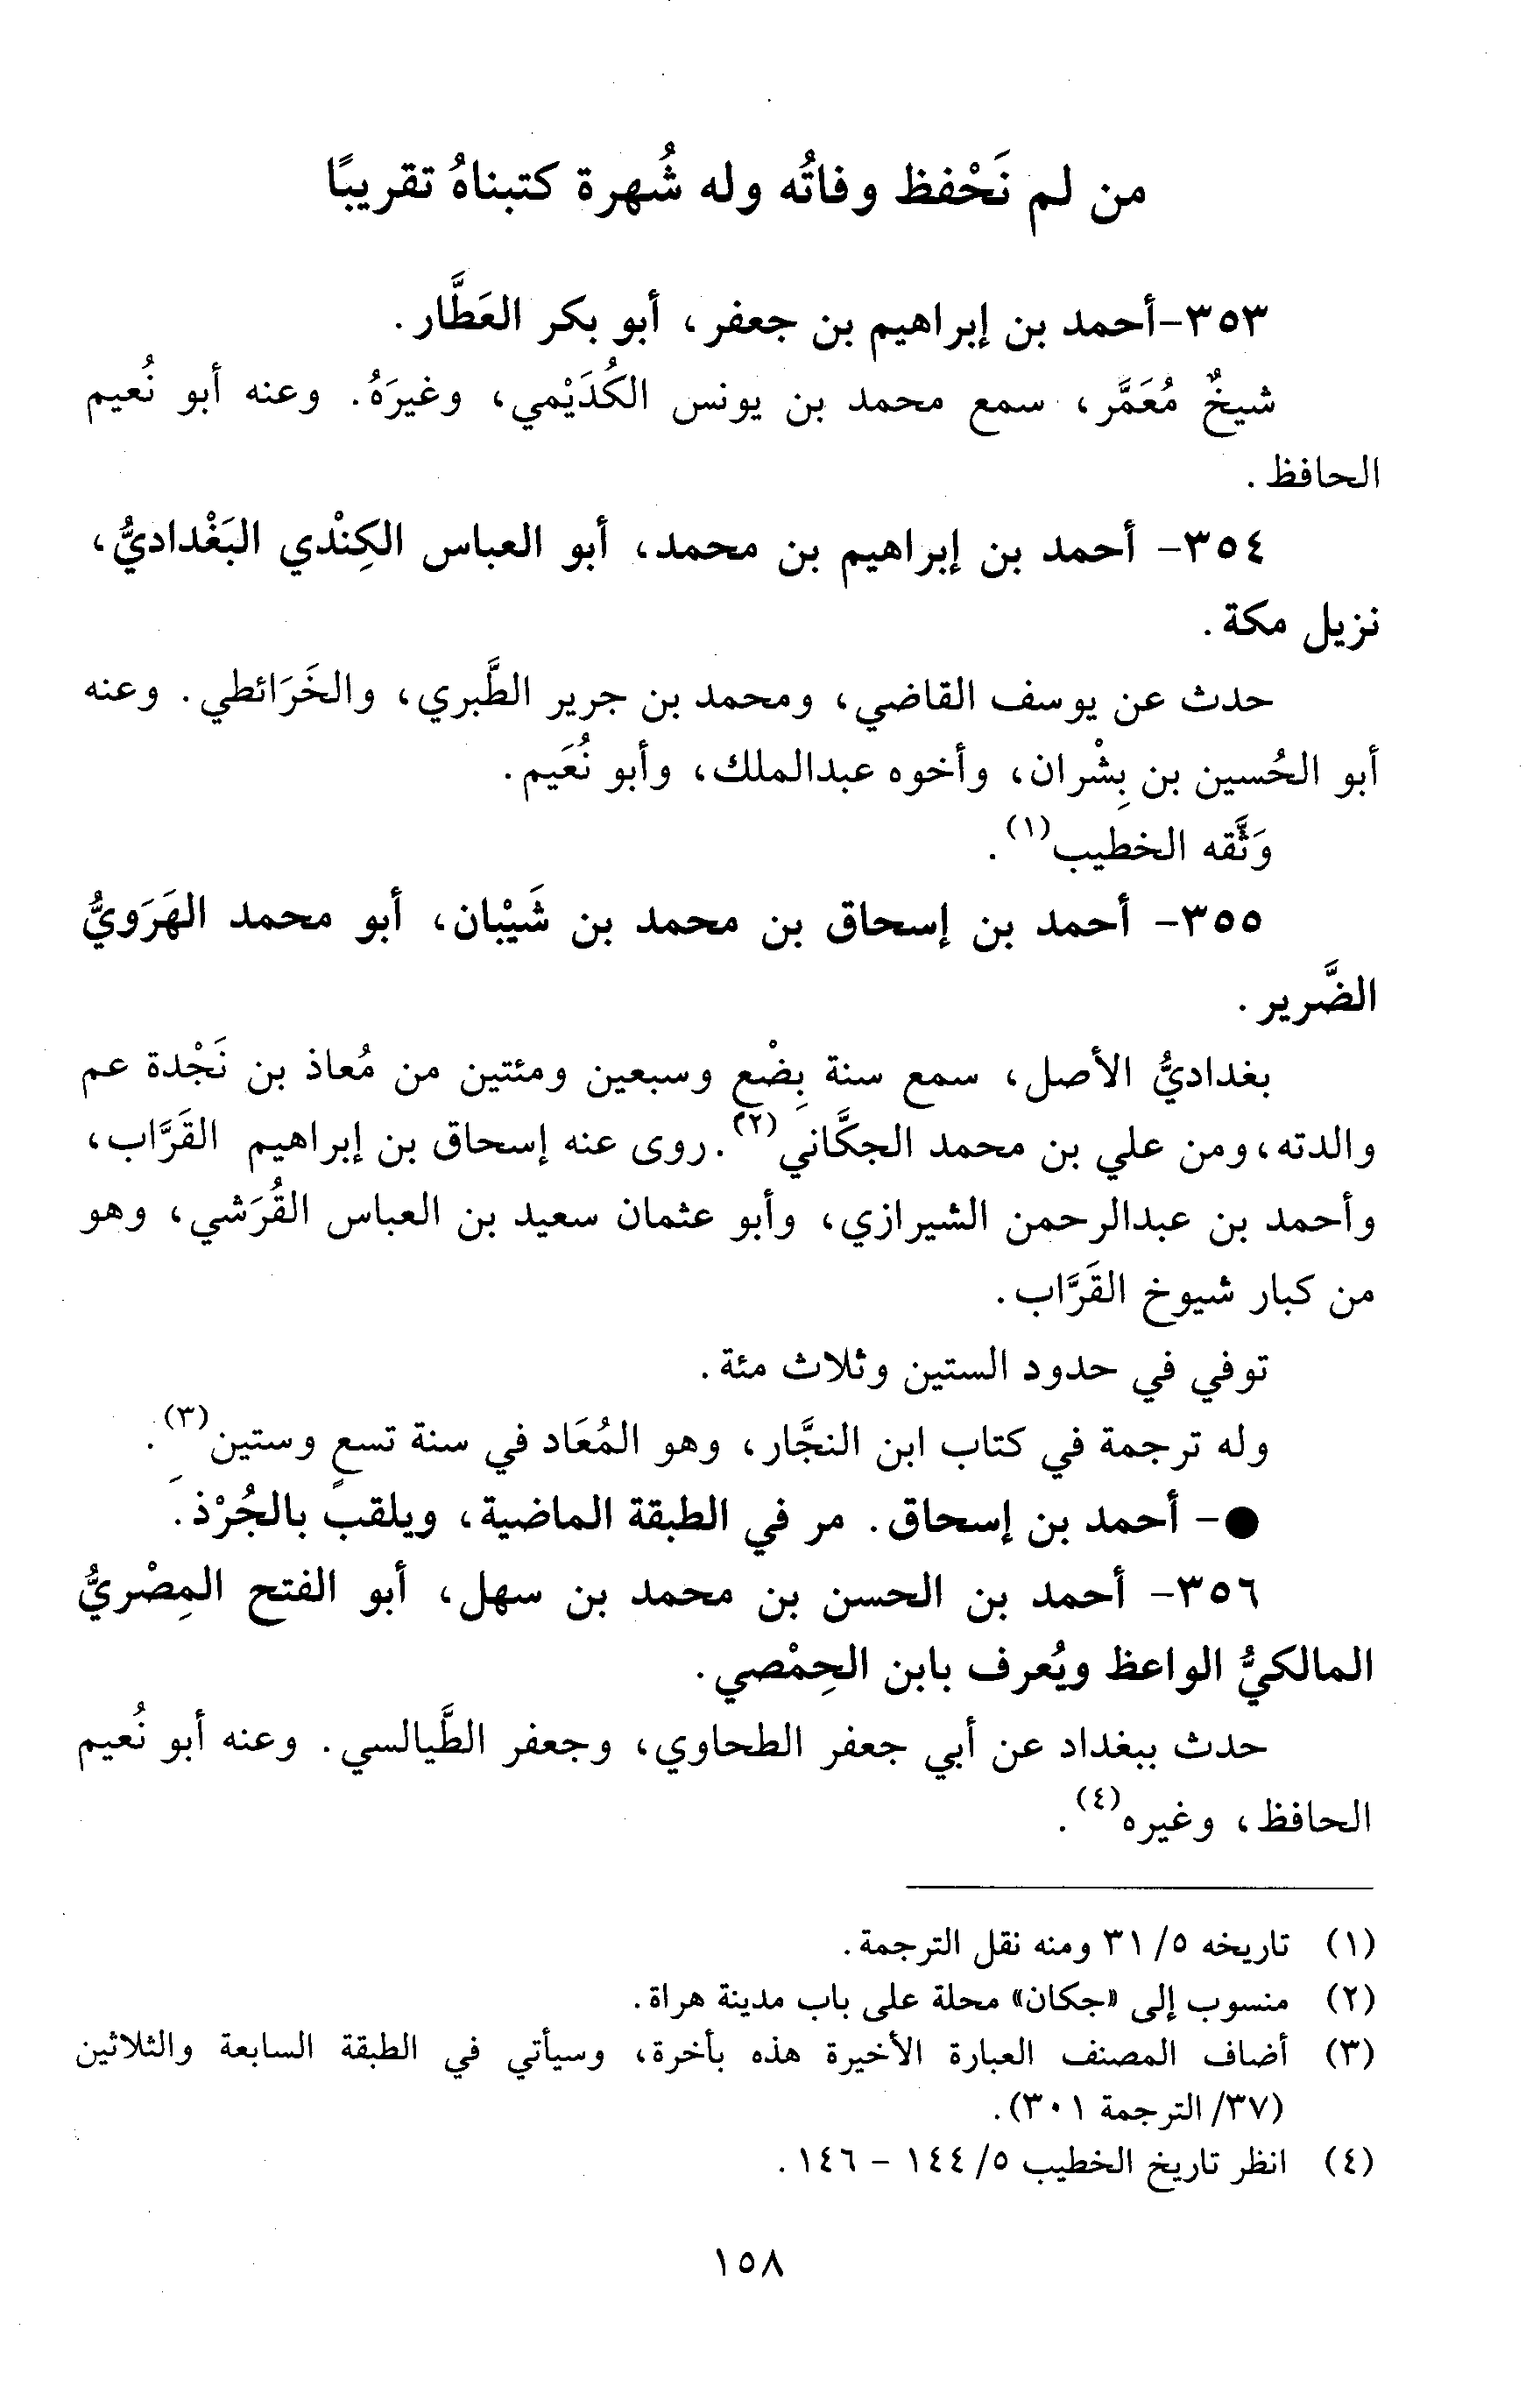 من لم نَحْفظ وفاتُه وله شُهرة كتبناهُ تقريبًا
٣٥٣-أحمد بن إبراهيم بن جعفر، أبو بكر العَطَّار.
شيخٌ مُعَمَّر، سمع محمد بن يونس الكُدَيْمي، وغيرَهُ. وعنه أبو نُعيم
الحافظ.
٣٥٤- أحمد بن إبراهيم بن محمد، أبو العباس الكِنْدي البَغْداديُّ،
نزيل مكة.
حدث عن يوسف القاضي، ومحمد بن جرير الطَّبري، والخَرَائطي. وعنه
أبو الحُسين بن بِشْران، وأخوه عبدالملك، وأبو نُعَيم.
وَثَّقه الخطيب(١).
٣٥٥- أحمد بن إسحاق بن محمد بن شَيْبان، أبو محمد الهَرَويُّ
الضَّرير.
بغداديُّ الأصل، سمع سنة بِضْع وسبعين ومئتين من مُعاذ بن نَجْدة عم
والدته، ومن علي بن محمد الجكَّاني(٢). روى عنه إسحاق بن إبراهيم القَرَّاب،
وأحمد بن عبدالرحمن الشيرازي، وأبو عثمان سعيد بن العباس القُرَشي، وهو
من كبار شيوخ القَرَّاب.
توفي في حدود الستين وثلاث مئة.
وله ترجمة في كتاب ابن النجَّار، وهو المُعَاد في سنة تسعٍ وستين(٣).
●- أحمد بن إسحاق. مر في الطبقة الماضية، ويلقب بالجُرْذ.
٣٥٦- أحمد بن الحسن بن محمد بن سهل، أبو الفتح المِصْريُّ
المالكيُّ الواعظ ويُعرف بابن الحِمْصي.
حدث ببغداد عن أبي جعفر الطحاوي، وجعفر الطَّيالسي. وعنه أبو نُعيم
الحافظ، وغيره(٤).
(١) تاريخه ٥/ ٣١ ومنه نقل الترجمة.
(٢) منسوب إلى «جكان» محلة على باب مدينة هراة.
(٣) أضاف المصنف العبارة الأخيرة هذه بأخرة، وسيأتي في الطبقة السابعة والثلاثين
(٣٧/ الترجمة ٣٠١).
(٤) انظر تاريخ الخطيب ٥/ ١٤٤ - ١٤٦.
١٥٨